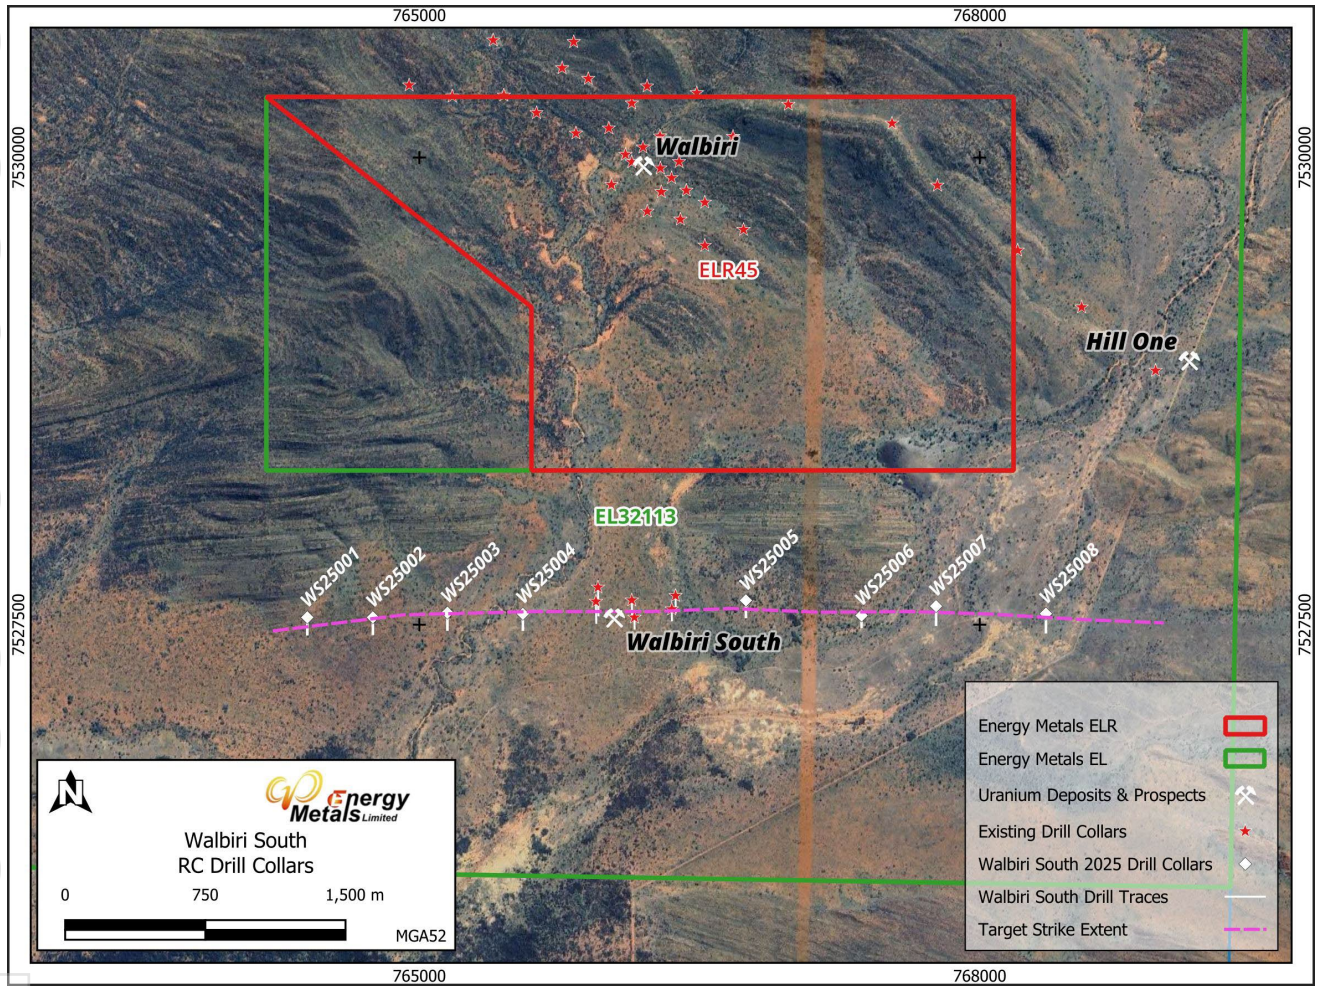 765000
768000
7530000
7530000
Walbiri
ELR45
Hill One
EL32113
WS25001
WS25002
WS25003
WS25004
WS25005
WS25006
WS25007
WS25008
7527500
7527500
Walbiri South
Energy Metals ELR
Energy Metals EL
Uranium Deposits & Prospects
Existing Drill Collars
Walbiri South 2025 Drill Collars
Walbiri South Drill Traces
Target Strike Extent
N
Energy
Metals Limited
Walbiri South
RC Drill Collars
0 750 1,500 m
MGA52
765000
768000